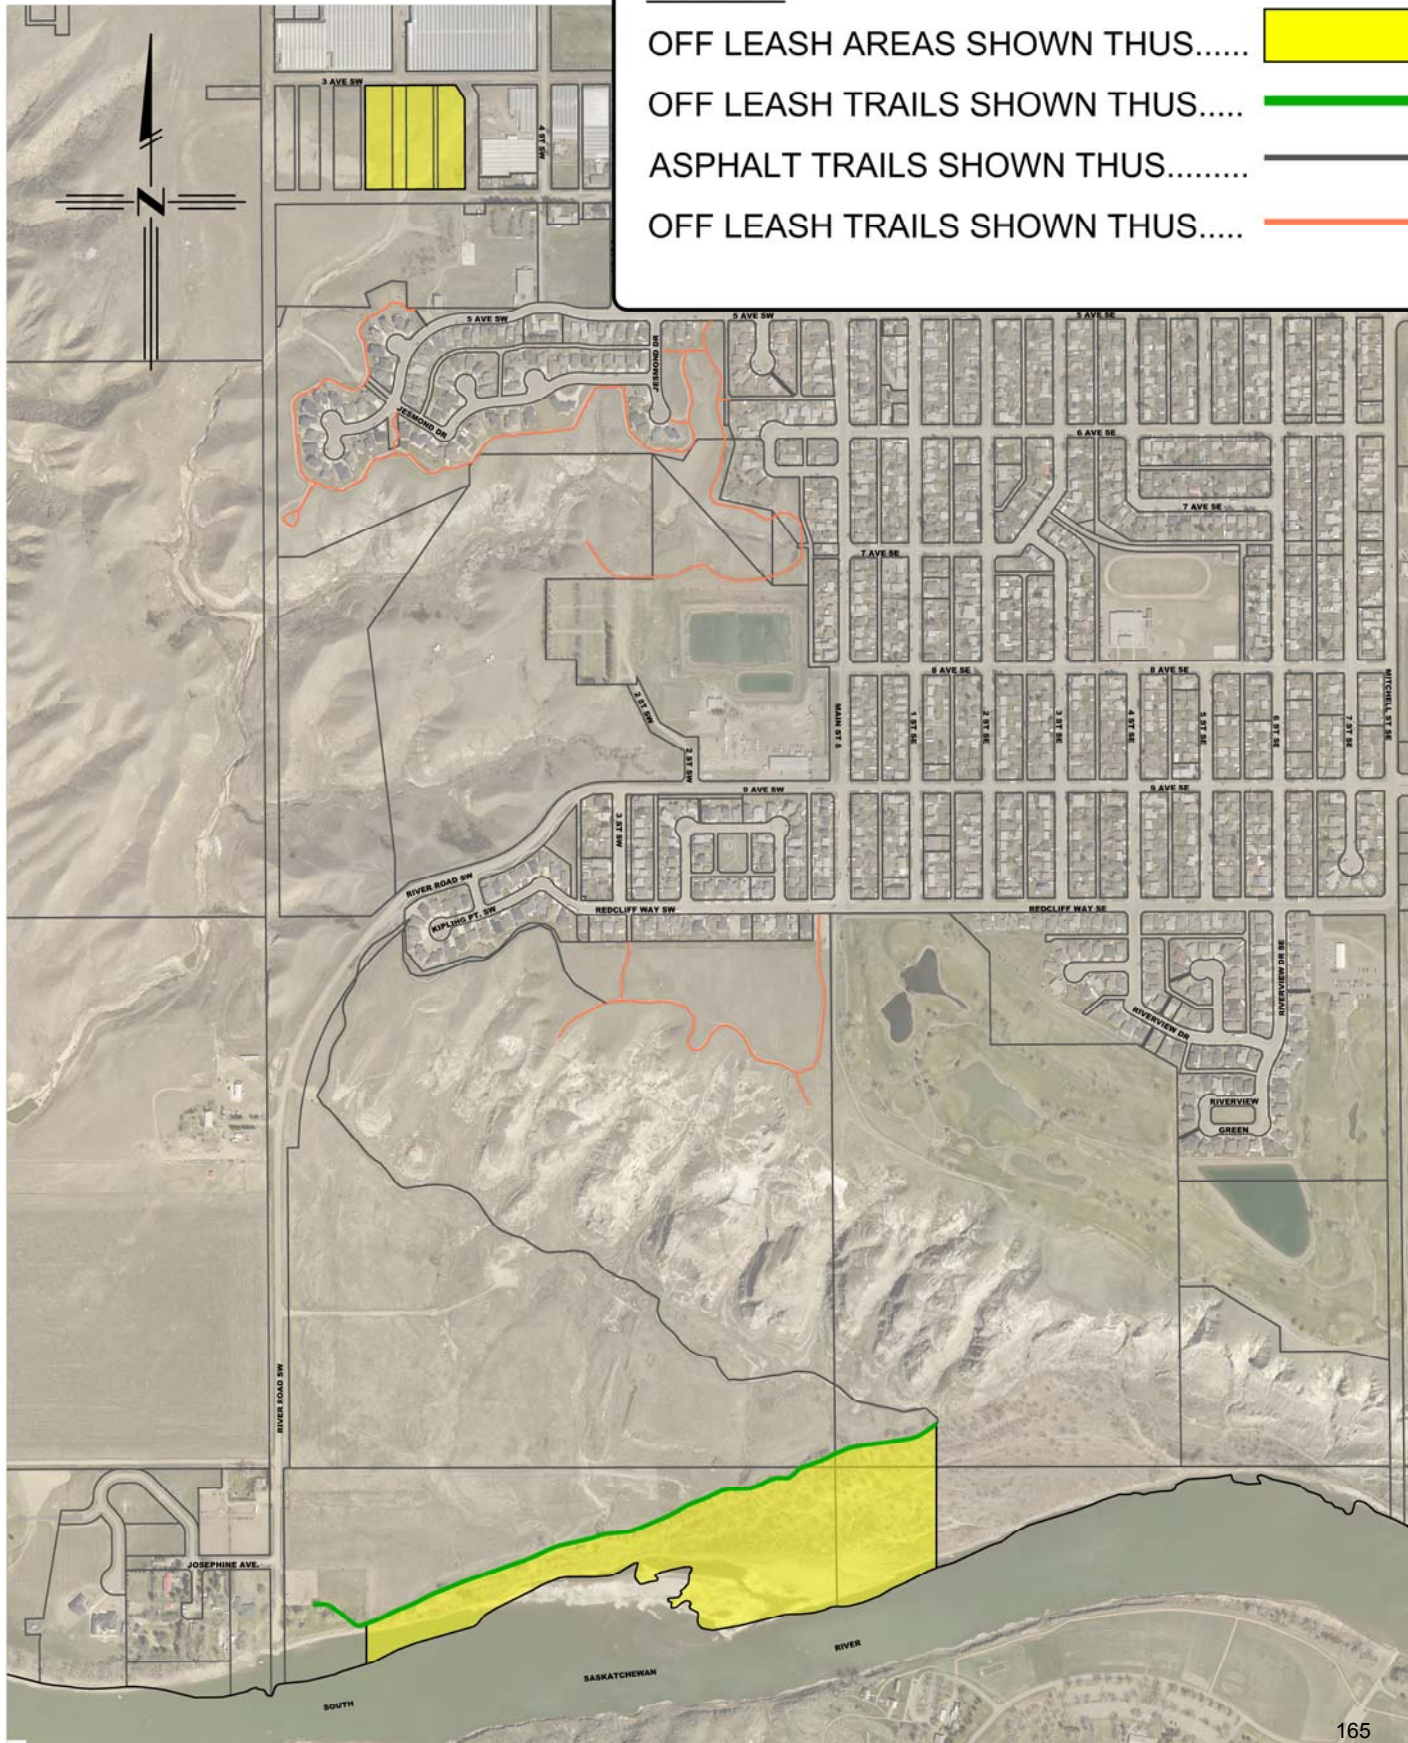 OFF LEASH AREAS SHOWN THUS......
OFF LEASH TRAILS SHOWN THUS.....
ASPHALT TRAILS SHOWN THUS.........
OFF LEASH TRAILS SHOWN THUS.....
3 AVE SW
4 ST SW
N
5 AVE SW
5 AVE SW
5 AVE SE
JESMOND DR
JESMOND DR
6 AVE SE
7 AVE SE
7 AVE SE
8 AVE SE
8 AVE SE
2 ST SW
2 ST SW
MAIN ST S
1 ST SE
2 ST SE
3 ST SE
4 ST SE
5 ST SE
6 ST SE
7 ST SE
MITCHELL ST SE
9 AVE SW
9 AVE SE
3 ST SW
RIVER ROAD SW
KIPLING PT. SW
REDCLIFF WAY SW
REDCLIFF WAY SE
RIVERVIEW DR SE
RIVERVIEW DR
RIVERVIEW
GREEN
RIVER ROAD SW
JOSEPHINE AVE.
SOUTH
SASKATCHEWAN
RIVER
165